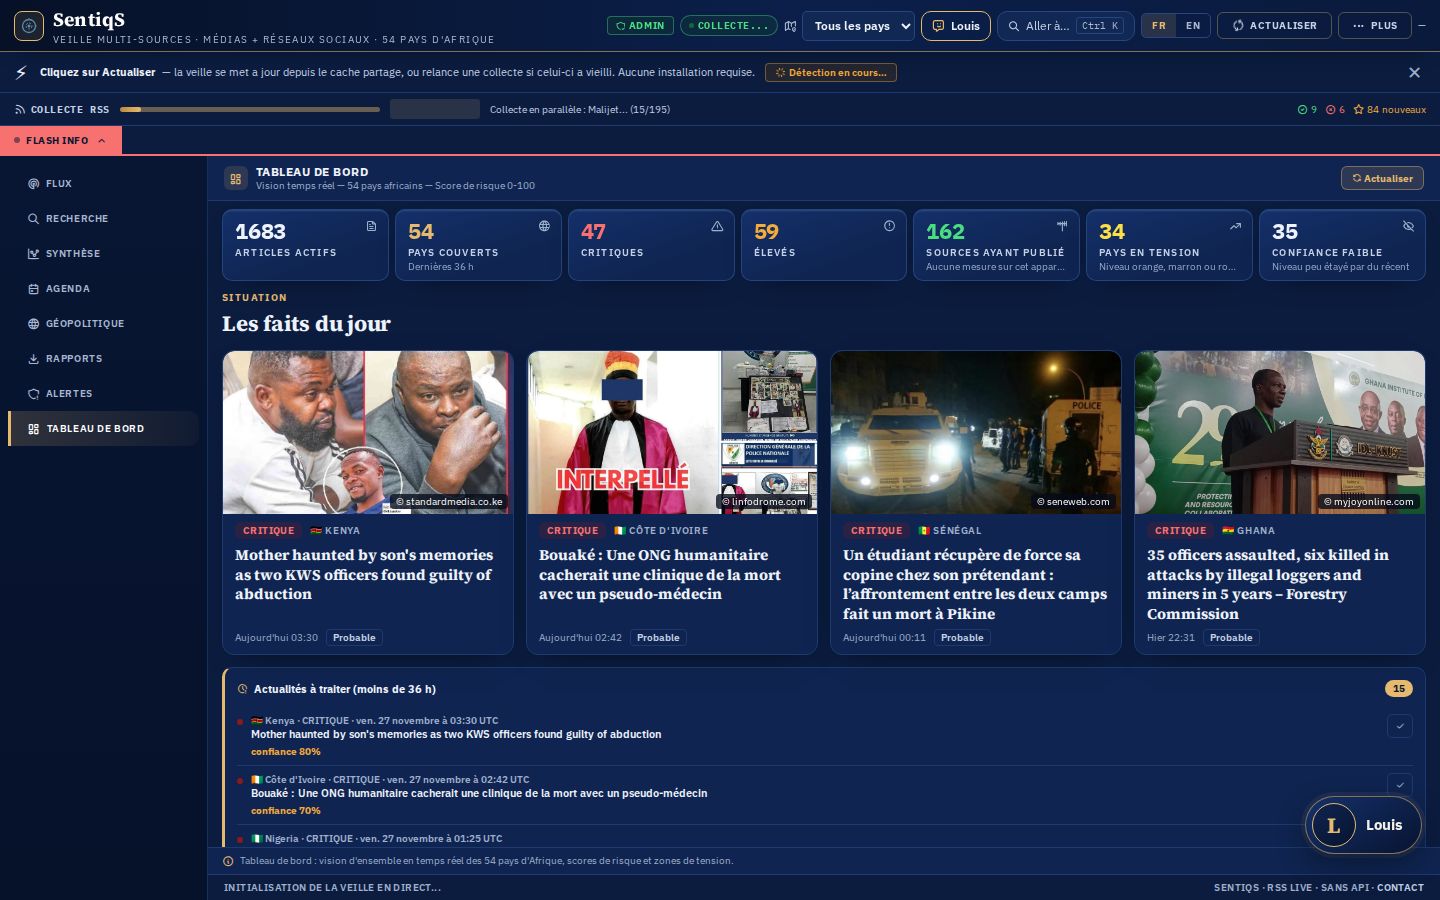 SentiqS
VEILLE MULTI-SOURCES · MÉDIAS + RÉSEAUX SOCIAUX · 54 PAYS D'AFRIQUE
ADMIN
COLLECTE...
Tous les pays
Louis
Aller à...
Ctrl K
FR
EN
ACTUALISER
PLUS
Cliquez sur Actualiser — la veille se met a jour depuis le cache partage, ou relance une collecte si celui-ci a vieilli. Aucune installation requise.
Détection en cours...
COLLECTE RSS
Collecte en parallèle : Malijet... (15/195)
9
6
84 nouveaux
FLASH INFO
FLUX
RECHERCHE
SYNTHÈSE
AGENDA
GÉOPOLITIQUE
RAPPORTS
ALERTES
TABLEAU DE BORD
TABLEAU DE BORD
Vision temps réel — 54 pays africains — Score de risque 0-100
Actualiser
1683
ARTICLES ACTIFS
54
PAYS COUVERTS
Dernières 36 h
47
CRITIQUES
59
ÉLEVÉS
162
SOURCES AYANT PUBLIÉ
Aucune mesure sur cet appar...
34
PAYS EN TENSION
Niveau orange, marron ou ro...
35
CONFIANCE FAIBLE
Niveau peu étayé par du récent
SITUATION
Les faits du jour
© standardmedia.co.ke
CRITIQUE
KENYA
Mother haunted by son's memories
as two KWS officers found guilty of
abduction
Aujourd'hui 03:30
Probable
INTERPELLÉ
DIRECTION GÉNÉRALE DE LA
POLICE NATIONALE
© linfodrome.com
CRITIQUE
CÔTE D'IVOIRE
Bouaké : Une ONG humanitaire
cacherait une clinique de la mort
avec un pseudo-médecin
Aujourd'hui 02:42
Probable
POLICE
© seneweb.com
CRITIQUE
SÉNÉGAL
Un étudiant récupère de force sa
copine chez son prétendant :
l’affrontement entre les deux camps
fait un mort à Pikine
Aujourd'hui 00:11
Probable
GHANA INSTITUTE OF
29
PROTECTIN
AND RESOURC
COLLABORAT
© myjoyonline.com
CRITIQUE
GHANA
35 officers assaulted, six killed in
attacks by illegal loggers and
miners in 5 years – Forestry
Commission
Hier 22:31
Probable
Actualités à traiter (moins de 36 h)
15
Kenya · CRITIQUE · ven. 27 novembre à 03:30 UTC
Mother haunted by son's memories as two KWS officers found guilty of abduction
confiance 80%
Côte d'Ivoire · CRITIQUE · ven. 27 novembre à 02:42 UTC
Bouaké : Une ONG humanitaire cacherait une clinique de la mort avec un pseudo-médecin
confiance 70%
Nigeria · CRITIQUE · ven. 27 novembre à 01:25 UTC
L
Louis
Tableau de bord : vision d'ensemble en temps réel des 54 pays d'Afrique, scores de risque et zones de tension.
INITIALISATION DE LA VEILLE EN DIRECT...
SENTIQS · RSS LIVE · SANS API · CONTACT